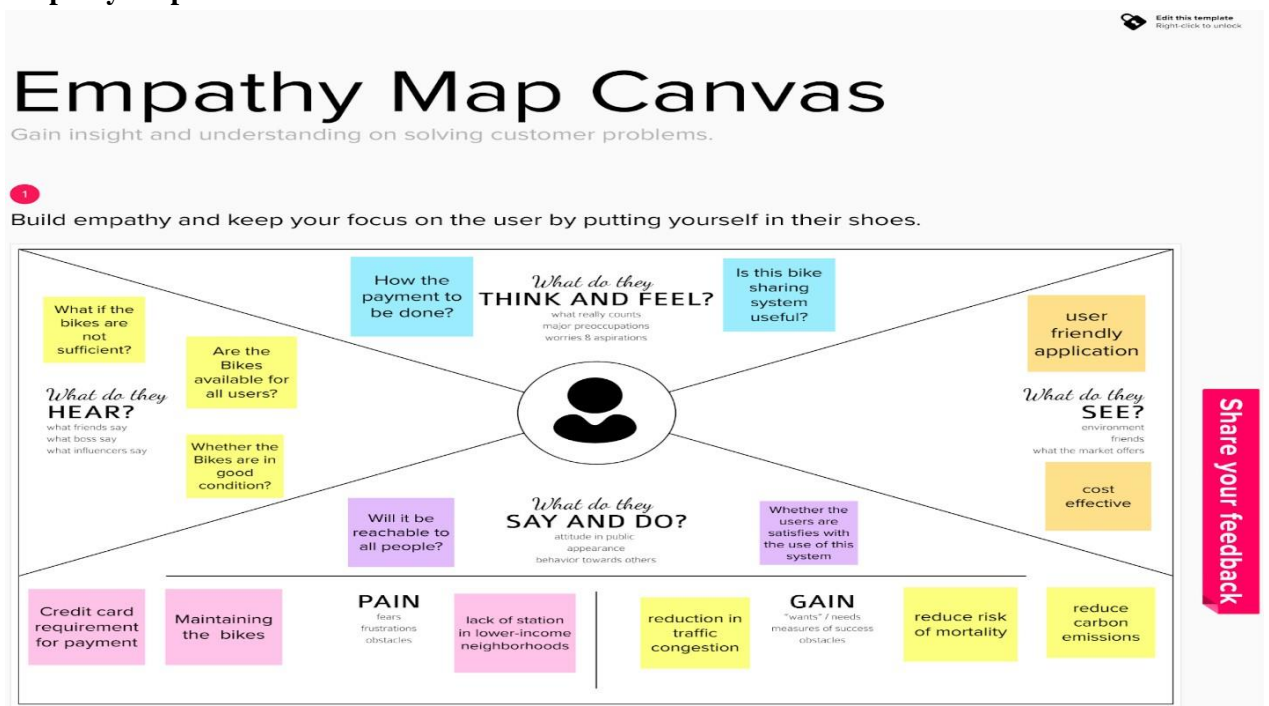 Edit this template
Right-click to unlock
Empathy Map Canvas
Gain insight and understanding on solving customer problems.
1
Build empathy and keep your focus on the user by putting yourself in their shoes.
How the
payment to
be done?
What do they
THINK AND FEEL?
what really counts
major preoccupations
worries & aspirations
Is this bike
sharing
system
useful?
What if the
bikes are
not
sufficient?
Are the
Bikes
available for
all users?
What do they
HEAR?
what friends say
what boss say
what influencers say
Whether the
Bikes are in
good
condition?
user
friendly
application
What do they
SEE?
environment
friends
what the market offers
cost
effective
Share your feedback
Will it be
reachable to
all people?
What do they
SAY AND DO?
attitude in public
appearance
behavior towards others
Whether the
users are
satisfies with
the use of this
system
Credit card
requirement
for payment
Maintaining
the bikes
PAIN
fears
frustrations
obstacles
lack of station
in lower-income
neighborhoods
reduction in
traffic
congestion
GAIN
"wants" / needs
measures of success
obstacles
reduce risk
of mortality
reduce
carbon
emissions